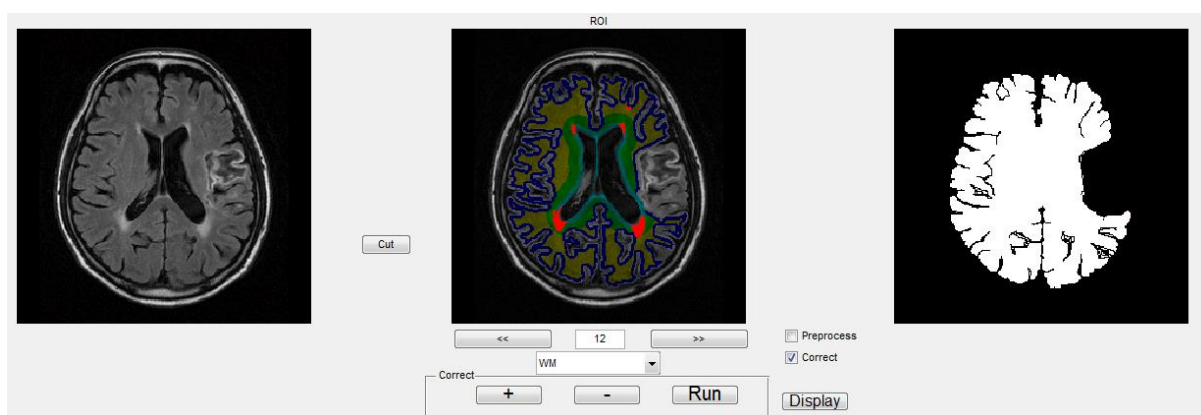 ROI
Cut
<< 12 >>
Preprocess
WM
Correct
Correct
+ - Run
Display